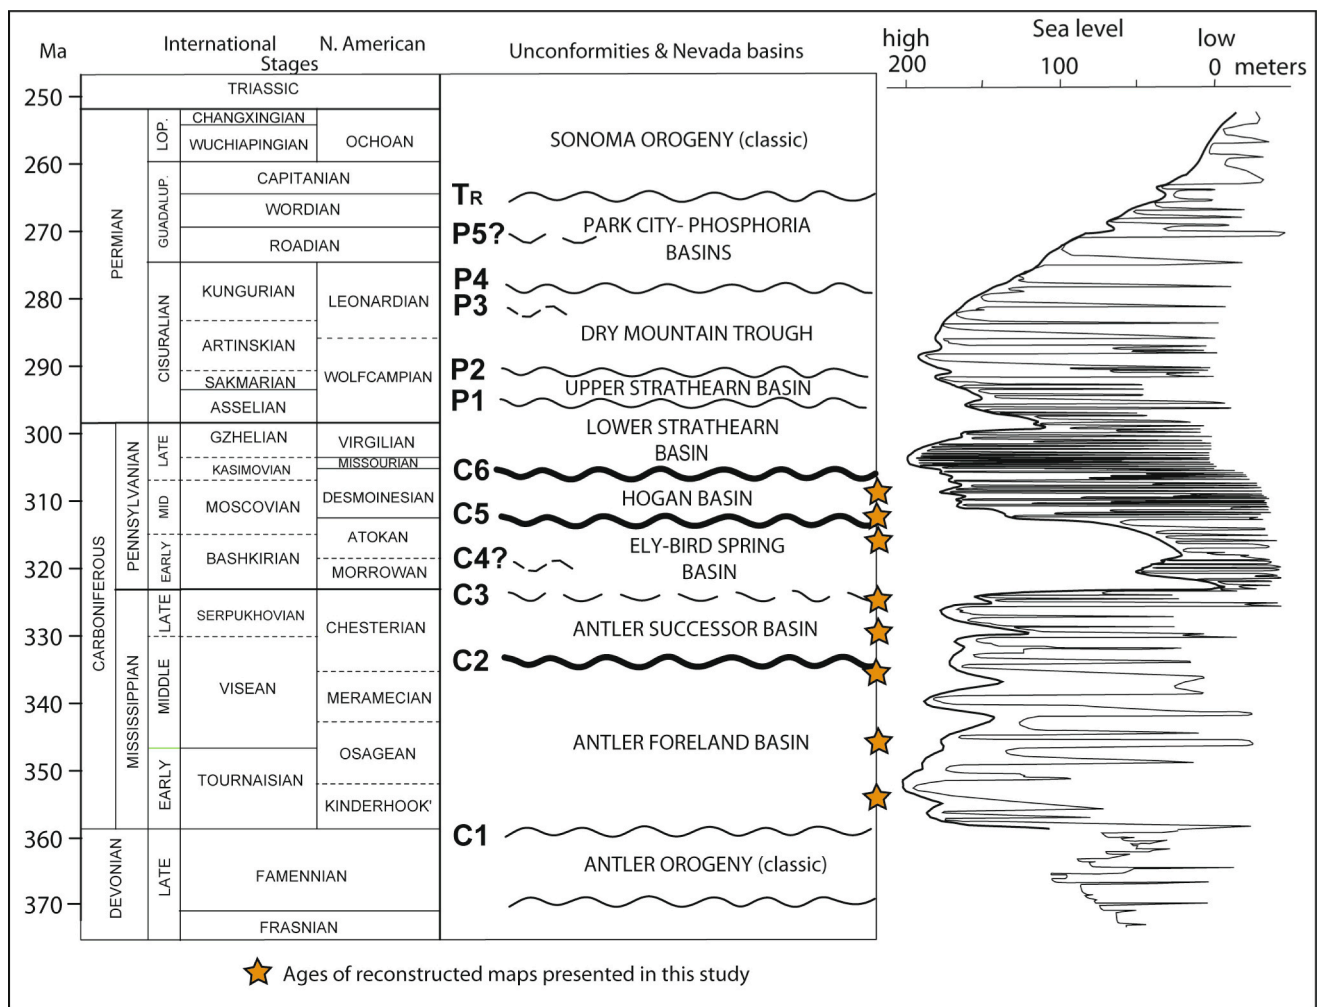 Ma
International
N. American
Stages
Unconformities & Nevada basins
Sea level
high
low
200
100
0 meters
250
260
270
280
290
300
310
320
330
340
350
360
370
TRIASSIC
PERMIAN
CARBONIFEROUS
DEVONIAN
PENNSYLVANIAN
MISSISSIPPIAN
LOP.
GUADALUP.
CISURALIAN
LATE
MID
EARLY
LATE
MIDDLE
EARLY
LATE
CHANGXINGIAN
WUCHIAPINGIAN
OCHOAN
CAPITANIAN
WORDIAN
ROADIAN
KUNGURIAN
LEONARDIAN
ARTINSKIAN
SAKMARIAN
WOLFCAMPIAN
ASSELIAN
GZHELIAN
VIRGILIAN
KASIMOVIAN
MISSOURIAN
MOSCOVIAN
DESMOINESIAN
ATOKAN
BASHKIRIAN
MORROWAN
SERPUKHOVIAN
CHESTERIAN
VISEAN
MERAMECIAN
OSAGEAN
TOURNAISIAN
KINDERHOOK'
FAMENNIAN
FRASNIAN
SONOMA OROGENY (classic)
TR
P5?
PARK CITY- PHOSPHORIA
BASINS
P4
P3
DRY MOUNTAIN TROUGH
P2
UPPER STRATHEARN BASIN
P1
LOWER STRATHEARN
BASIN
C6
HOGAN BASIN
C5
ELY-BIRD SPRING
BASIN
C4?
C3
ANTLER SUCCESSOR BASIN
C2
ANTLER FORELAND BASIN
C1
ANTLER OROGENY (classic)
Ages of reconstructed maps presented in this study